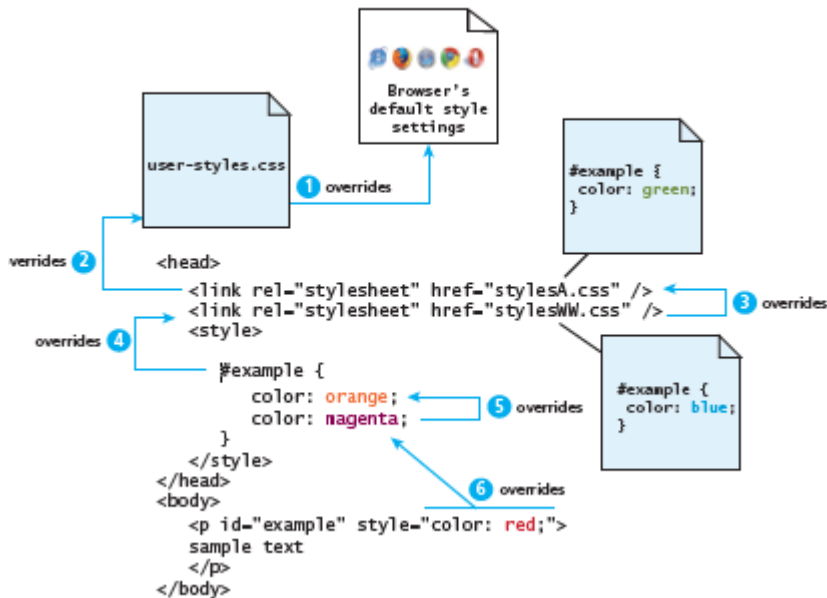 Browser's
default style
settings
user-styles.css
1 overrides
#example {
color: green;
}
verrides 2
<head>
<link rel="stylesheet" href="stylesA.css" />
<link rel="stylesheet" href="stylesWW.css" />
3 overrides
<style>
overrides 4
#example {
color: orange;
color: magenta;
5 overrides
}
#example {
color: blue;
}
</style>
</head>
6 overrides
<body>
<p id="example" style="color: red;">
sample text
</p>
</body>